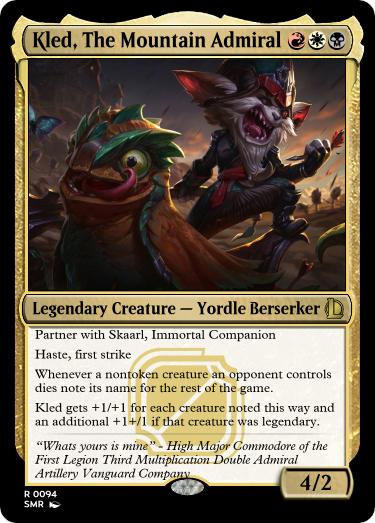 Kled, The Mountain Admiral
Legendary Creature — Yordle Berserker
Partner with Skaarl, Immortal Companion
Haste, first strike
Whenever a nontoken creature an opponent controls
dies note its name for the rest of the game.
Kled gets +1/+1 for each creature noted this way and
an additional +1+/1 if that creature was legendary.
“Whats yours is mine” - High Major Commodore of the
First Legion Third Multiplication Double Admiral
Artillery Vanguard Company
4/2
R 0094
SMR